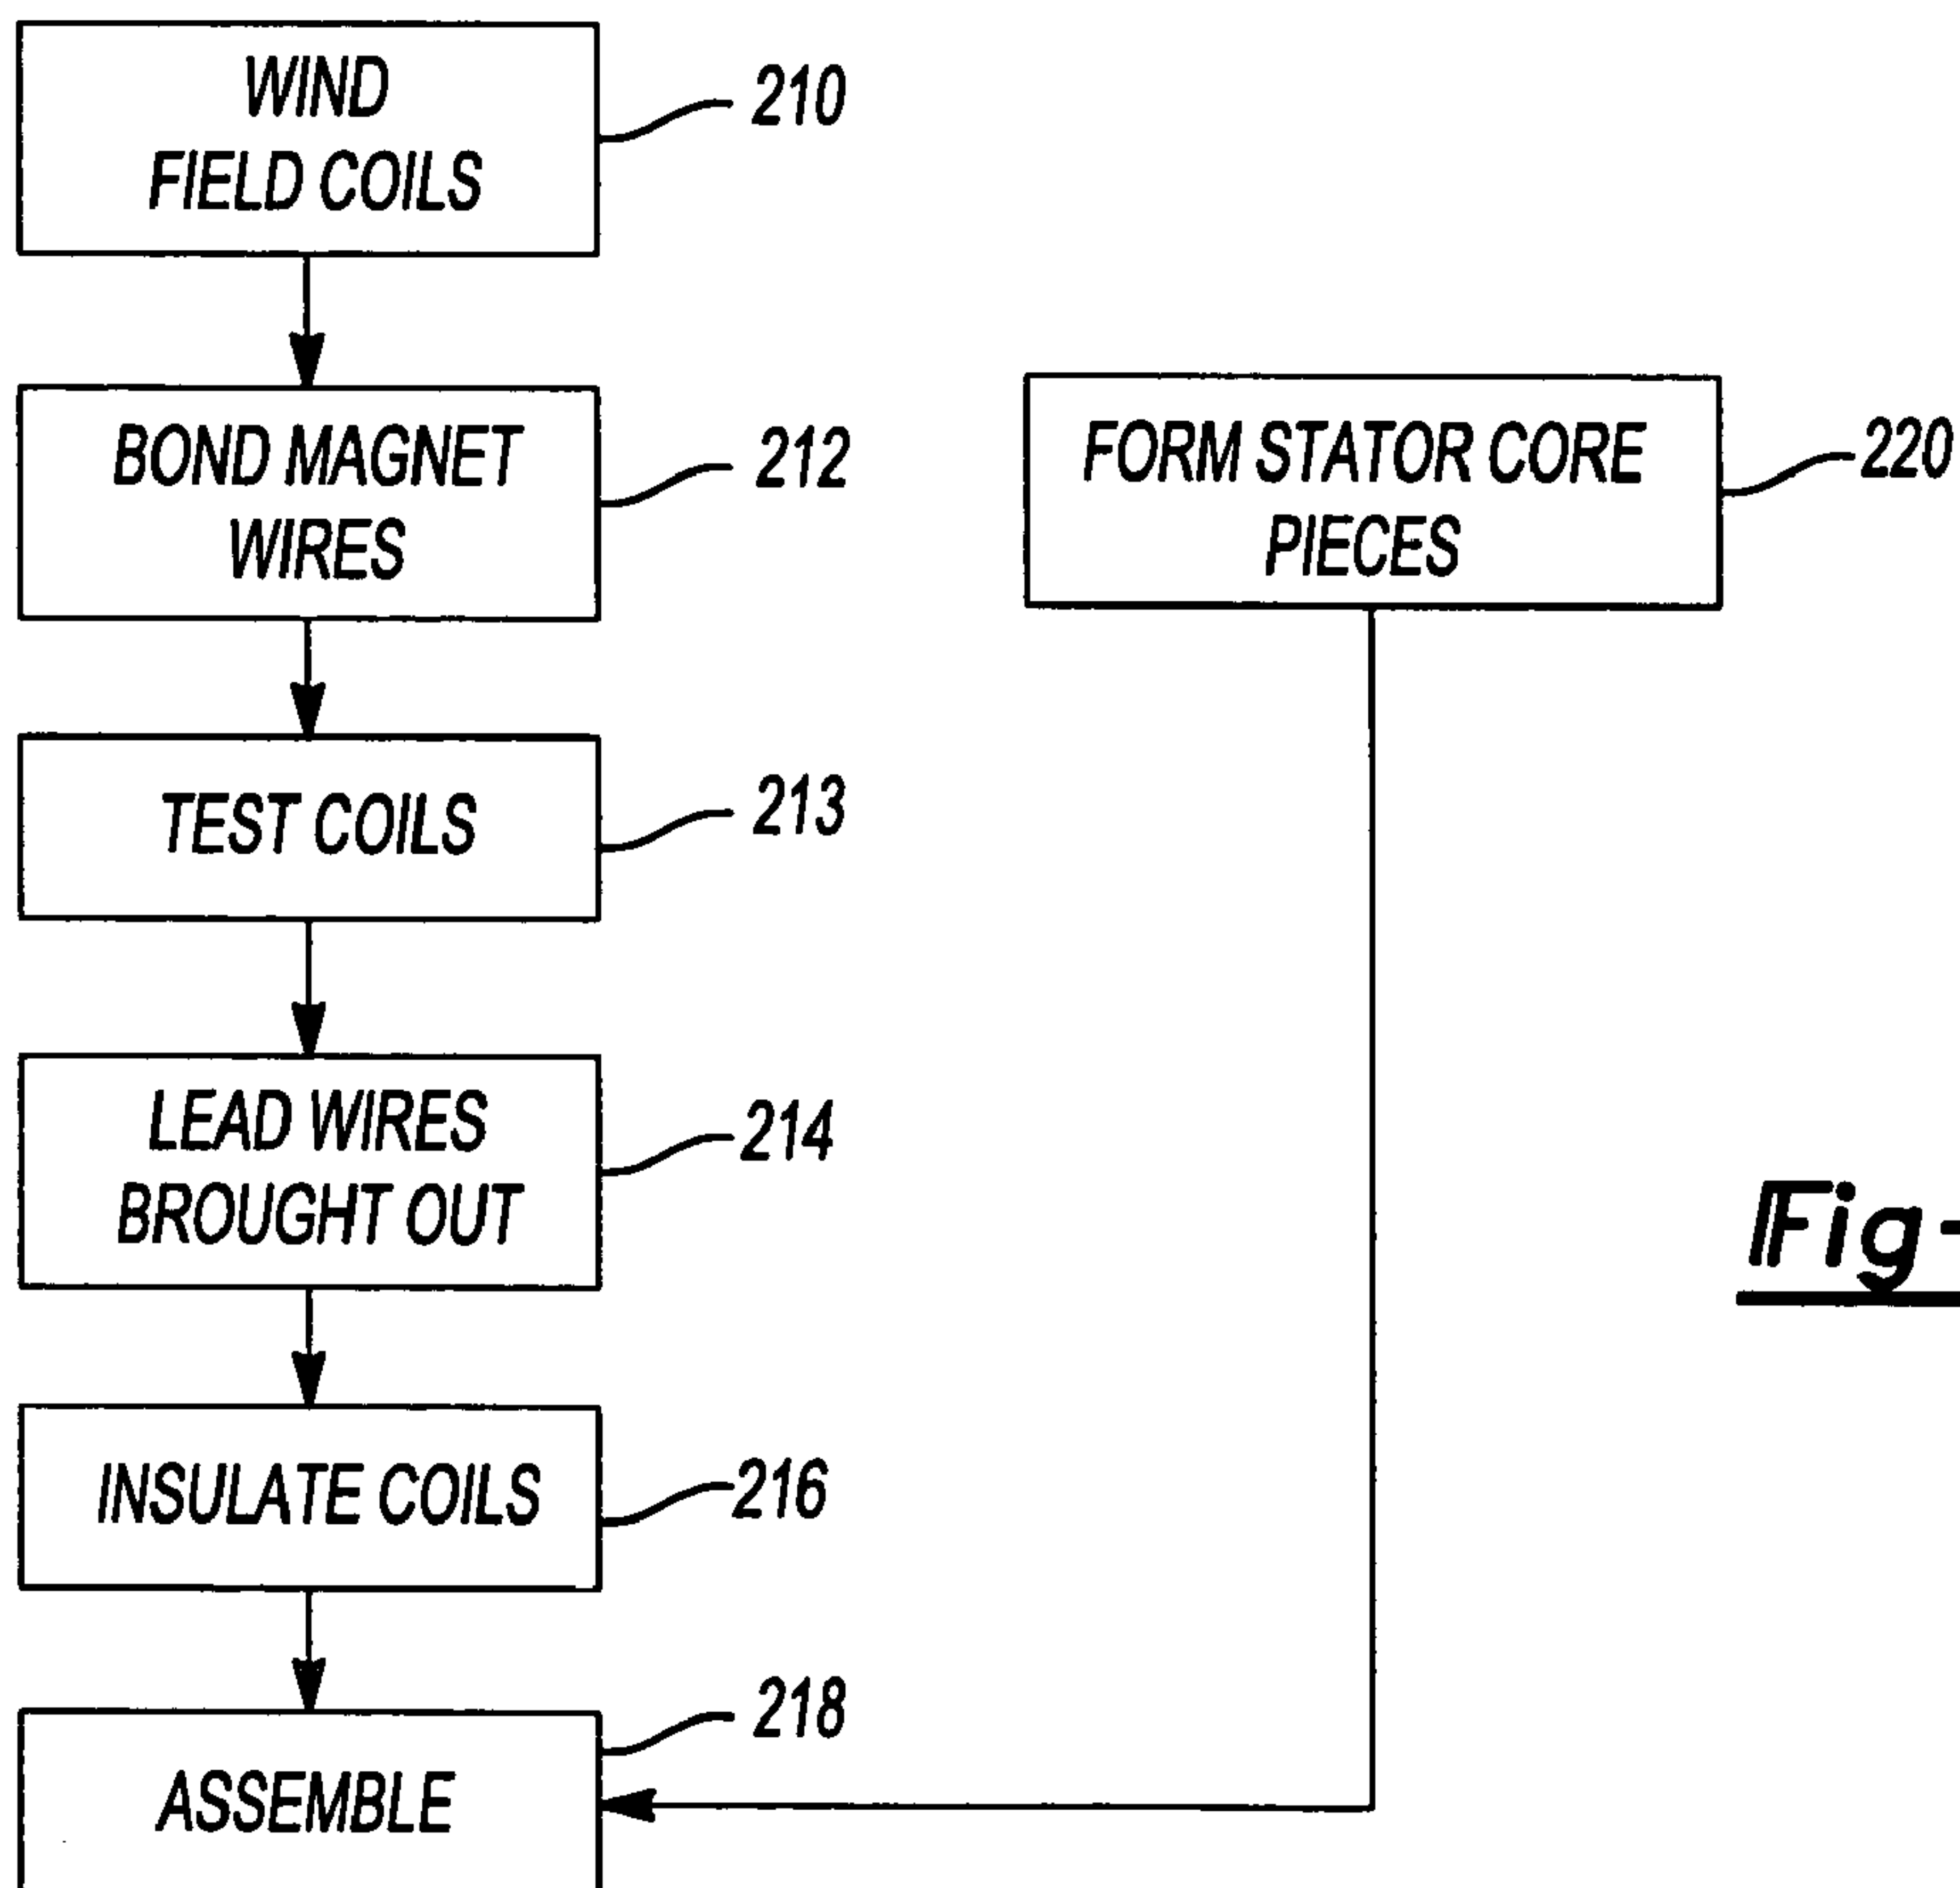 WIND
FIELD COILS
210
BOND MAGNET
WIRES
212
FORM STATOR CORE
PIECES
220
TEST COILS
213
LEAD WIRES
BROUGHT OUT
214
Fig-
INSULATE COILS
216
218
ASSEMBLE